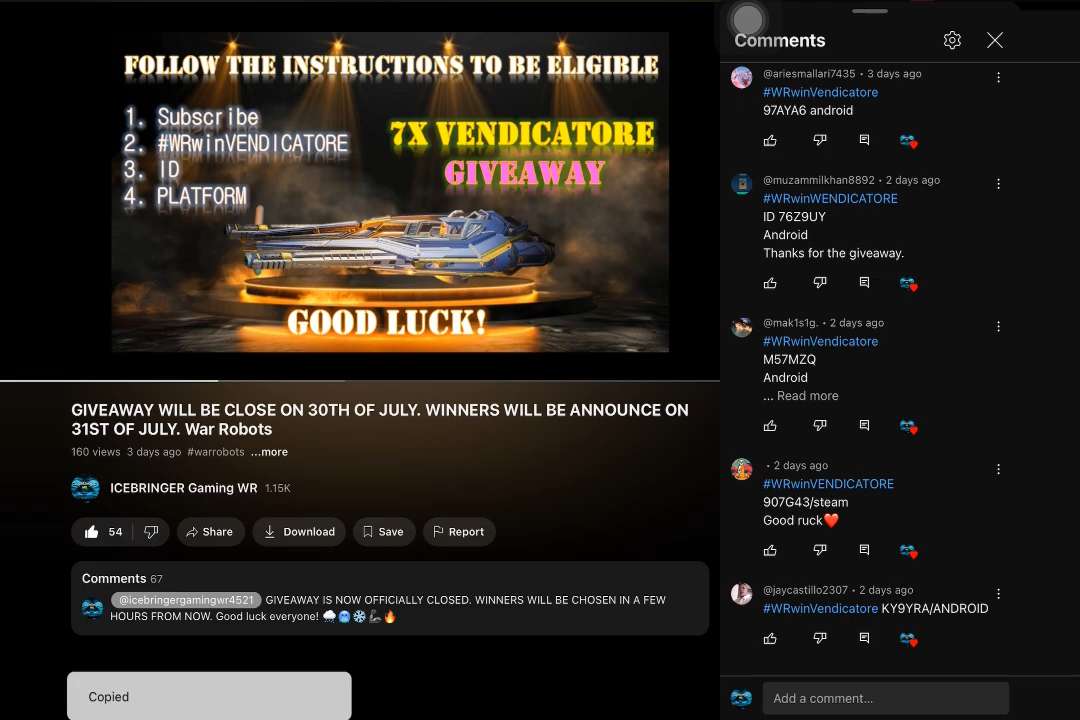 FOLLOW THE INSTRUCTIONS TO BE ELIGIBLE
1. Subscribe
2. #WRwinVENDICATORE
3. ID
4. PLATFORM
7X VENDICATORE
GIVEAWAY
GOOD LUCK!
GIVEAWAY WILL BE CLOSE ON 30TH OF JULY. WINNERS WILL BE ANNOUNCE ON
31ST OF JULY. War Robots
160 views 3 days ago #warrobots ...more
ICEBRINGER Gaming WR 1.15K
54
Share
Download
Save
Report
Comments 67
@icebringergamingwr4521 GIVEAWAY IS NOW OFFICIALLY CLOSED. WINNERS WILL BE CHOSEN IN A FEW
HOURS FROM NOW. Good luck everyone! 🌨🥶❄🦾🔥
Copied
Comments
@ariesmallari7435 • 3 days ago
#WRwinVendicatore
97AYA6 android
@muzammilkhan8892 • 2 days ago
#WRwinWENDICATORE
ID 76Z9UY
Android
Thanks for the giveaway.
@mak1s1g. • 2 days ago
#WRwinVendicatore
M57MZQ
Android
... Read more
• 2 days ago
#WRwinVENDICATORE
907G43/steam
Good ruck❤️
@jaycastillo2307 • 2 days ago
#WRwinVendicatore KY9YRA/ANDROID
Add a comment...